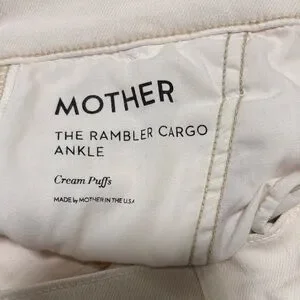 MOTHER
THE RAMBLER CARGO
ANKLE
Cream Puffs
MADE by MOTHER IN THE U.S.A